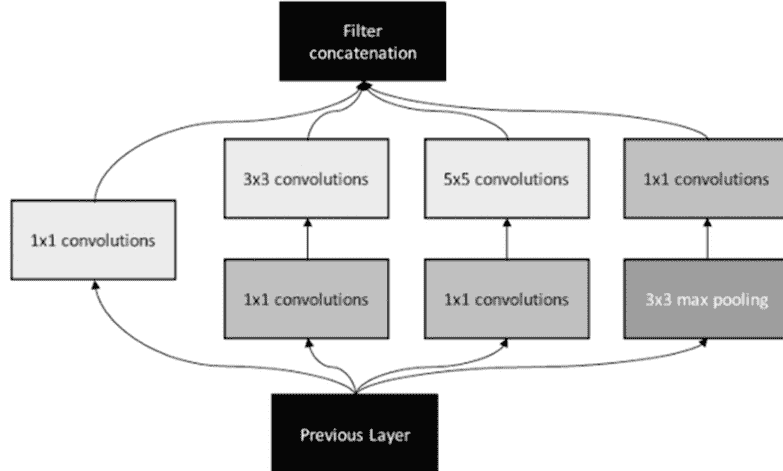 Filter
concatenation
3x3 convolutions
5x5 convolutions
1x1 convolutions
1x1 convolutions
1x1 convolutions
1x1 convolutions
3x3 max pooling
Previous Layer